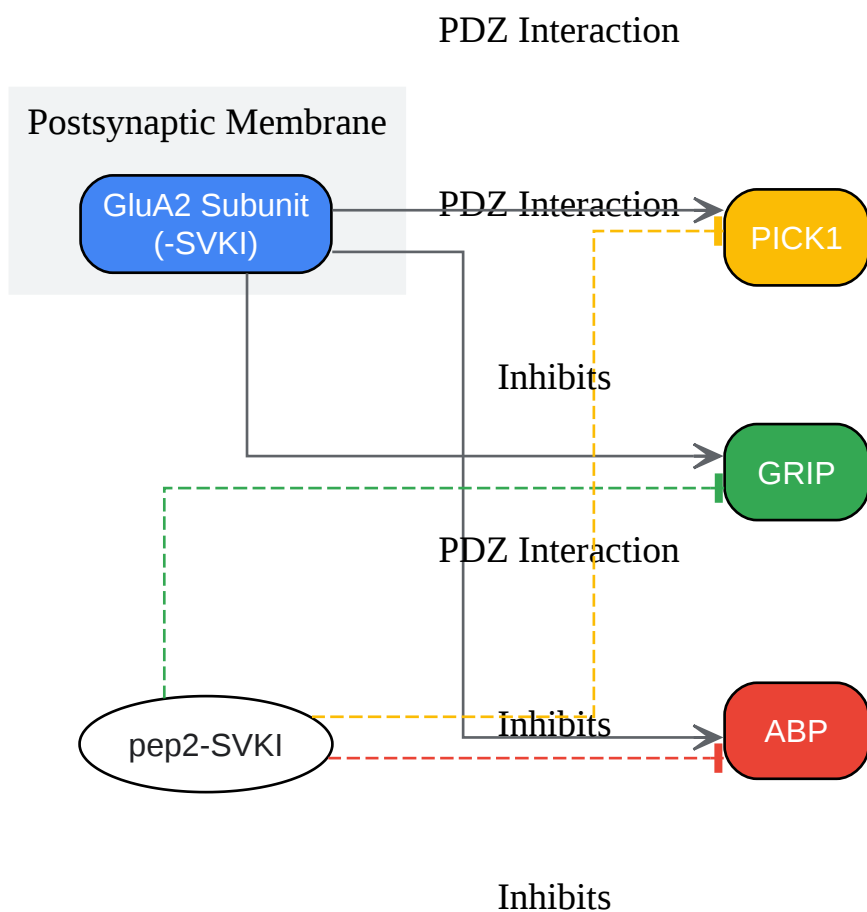 PDZ Interaction
Postsynaptic Membrane
GluA2 Subunit
(-SVKI)
PDZ Interaction
PICK1
Inhibits
GRIP
PDZ Interaction
pep2-SVKI
Inhibits
ABP
Inhibits